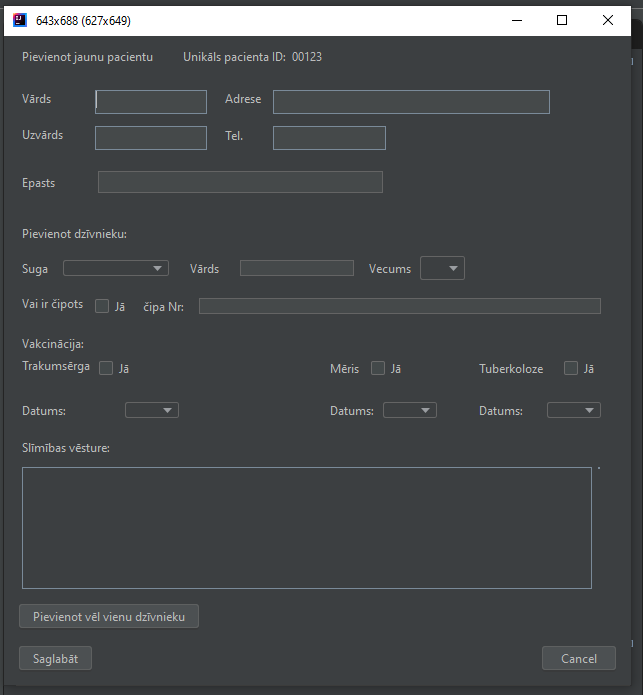 643x688 (627x649)
Pievienot jaunu pacientu Unikāls pacienta ID: 00123
Vārds Adrese
Uzvārds Tel.
Epasts
Pievienot dzīvnieku:
Suga Vārds Vecums
Vai ir čipots Jā čipa Nr:
Vakcinācija:
Trakumsērga Jā Mēris Jā Tuberkoloze Jā
Datums: Datums: Datums:
Slīmības vēsture:
Pievienot vēl vienu dzīvnieku
Saglabāt Cancel